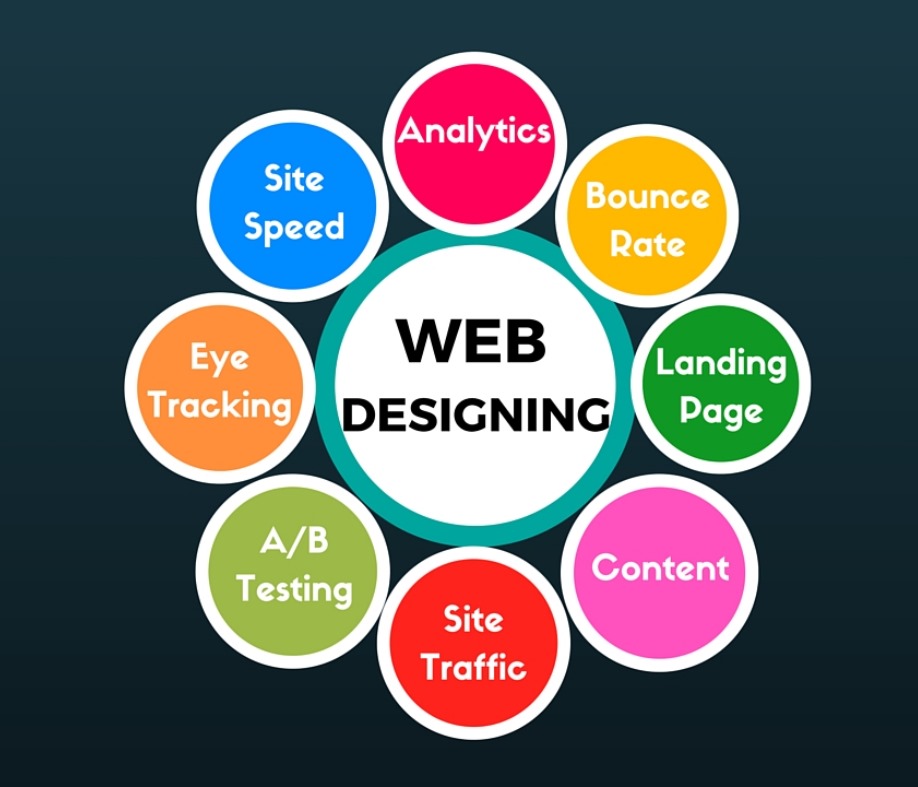 WEB
DESIGNING
Analytics
Bounce
Rate
Landing
Page
Content
Site
Traffic
A/B
Testing
Eye
Tracking
Site
Speed